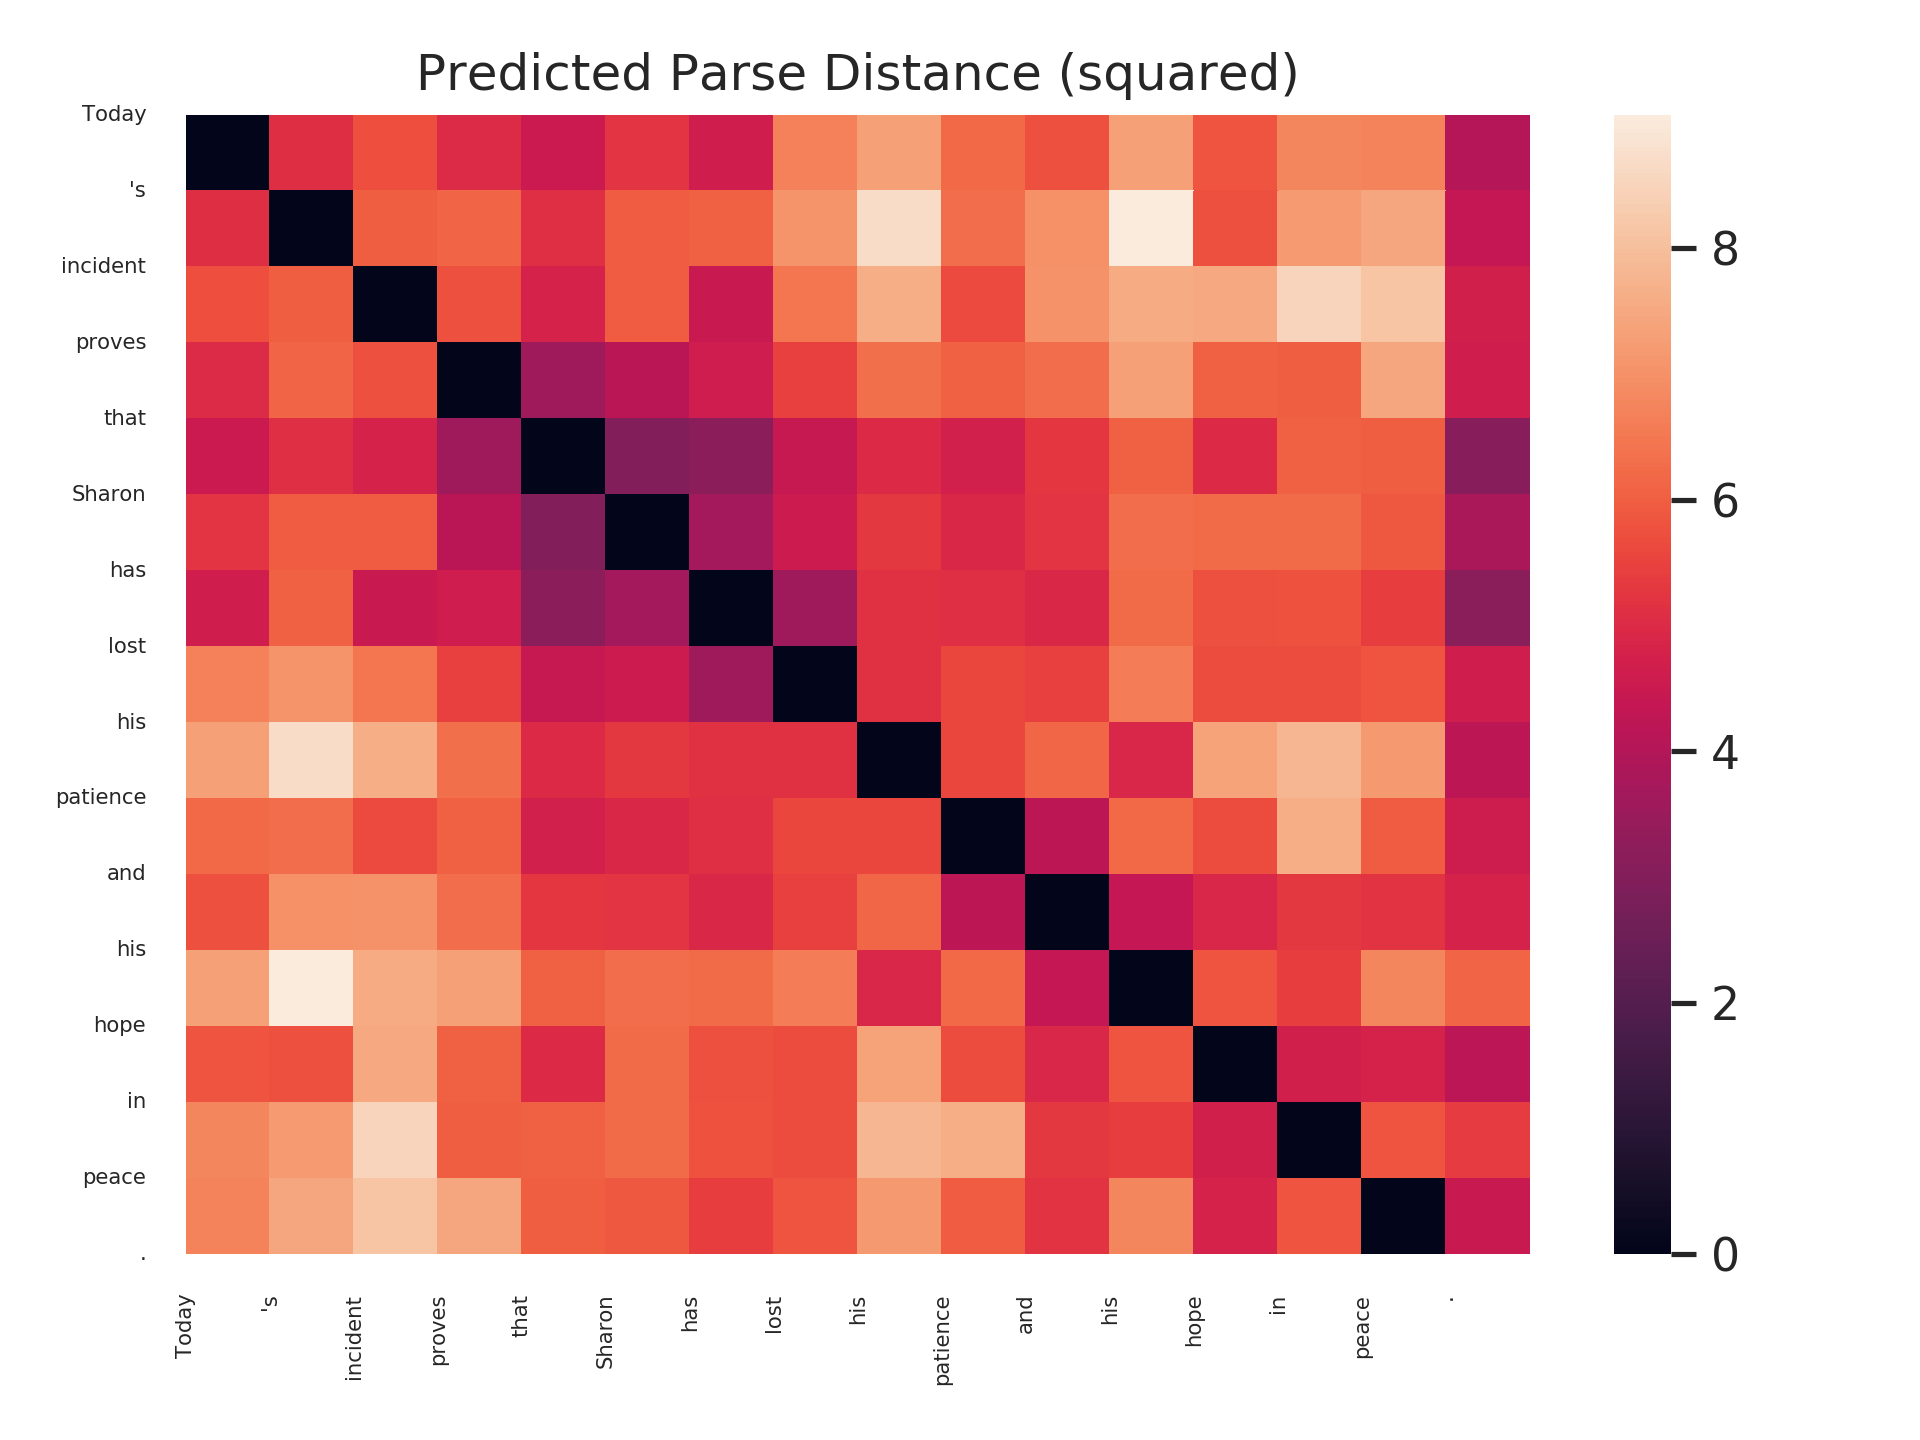 Predicted Parse Distance (squared)
Today
's
incident
proves
that
Sharon
has
lost
his
patience
and
his
hope
in
peace
.
Today
's
incident
proves
that
Sharon
has
lost
his
patience
and
his
hope
in
peace
.
8
6
4
2
0